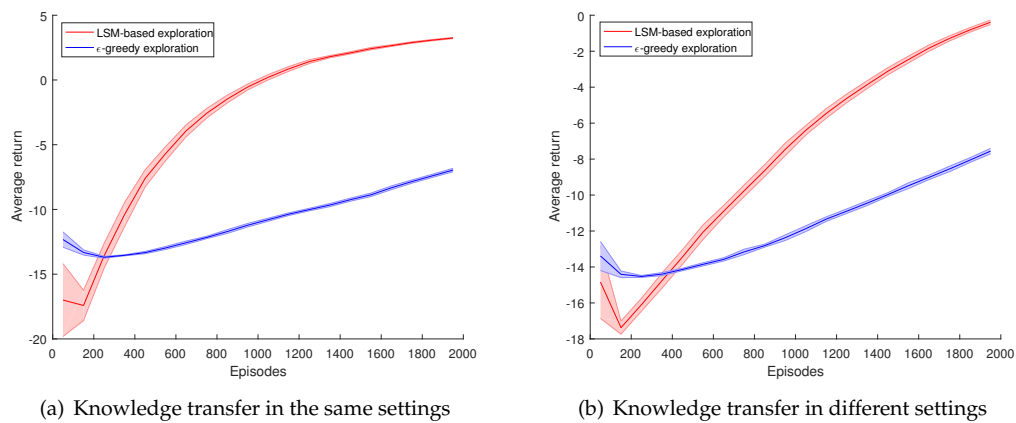 5
0
-5
-10
-15
-20
Average return
LSM-based exploration
ϵ-greedy exploration
0 200 400 600 800 1000 1200 1400 1600 1800 2000
Episodes
(a) Knowledge transfer in the same settings
0
-2
-4
-6
-8
-10
-12
-14
-16
-18
Average return
LSM-based exploration
ϵ-greedy exploration
0 200 400 600 800 1000 1200 1400 1600 1800 2000
Episodes
(b) Knowledge transfer in different settings